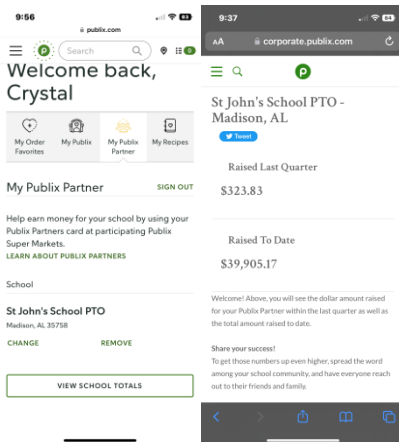 9:56
83
publix.com
Search
0
Welcome back,
Crystal
My Order
Favorites
My Publix
My Publix
Partner
My Recipes
My Publix Partner
SIGN OUT
Help earn money for your school by using your
Publix Partners card at participating Publix
Super Markets.
LEARN ABOUT PUBLIX PARTNERS
School
St John's School PTO
Madison, AL 35758
CHANGE
REMOVE
VIEW SCHOOL TOTALS
9:37
84
AA
corporate.publix.com
p
St John's School PTO -
Madison, AL
Tweet
Raised Last Quarter
$323.83
Raised To Date
$39,905.17
Welcome! Above, you will see the dollar amount raised
for your Publix Partner within the last quarter as well as
the total amount raised to date.
Share your success!
To get those numbers up even higher, spread the word
among your school community, and have everyone reach
out to their friends and family.